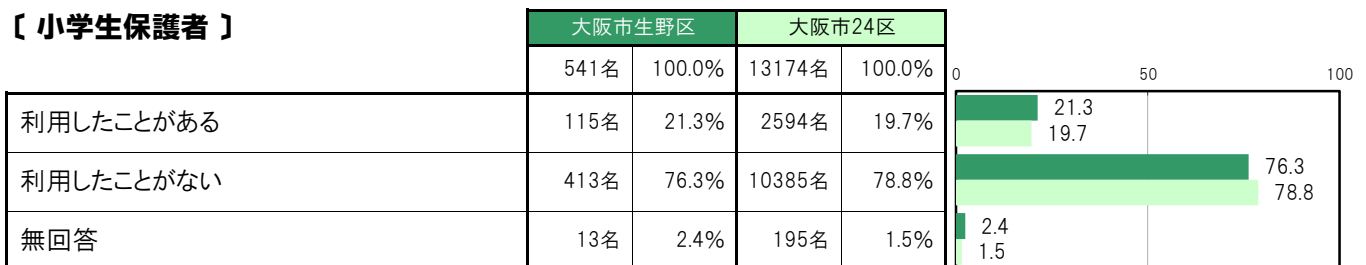 〔 小学生保護者 〕
大阪市生野区 大阪市24区
541名 100.0% 13174名 100.0%
0 50 100
利用したことがある 115名 21.3% 2594名 19.7%
21.3
19.7
利用したことがない 413名 76.3% 10385名 78.8%
76.3
78.8
無回答 13名 2.4% 195名 1.5%
2.4
1.5